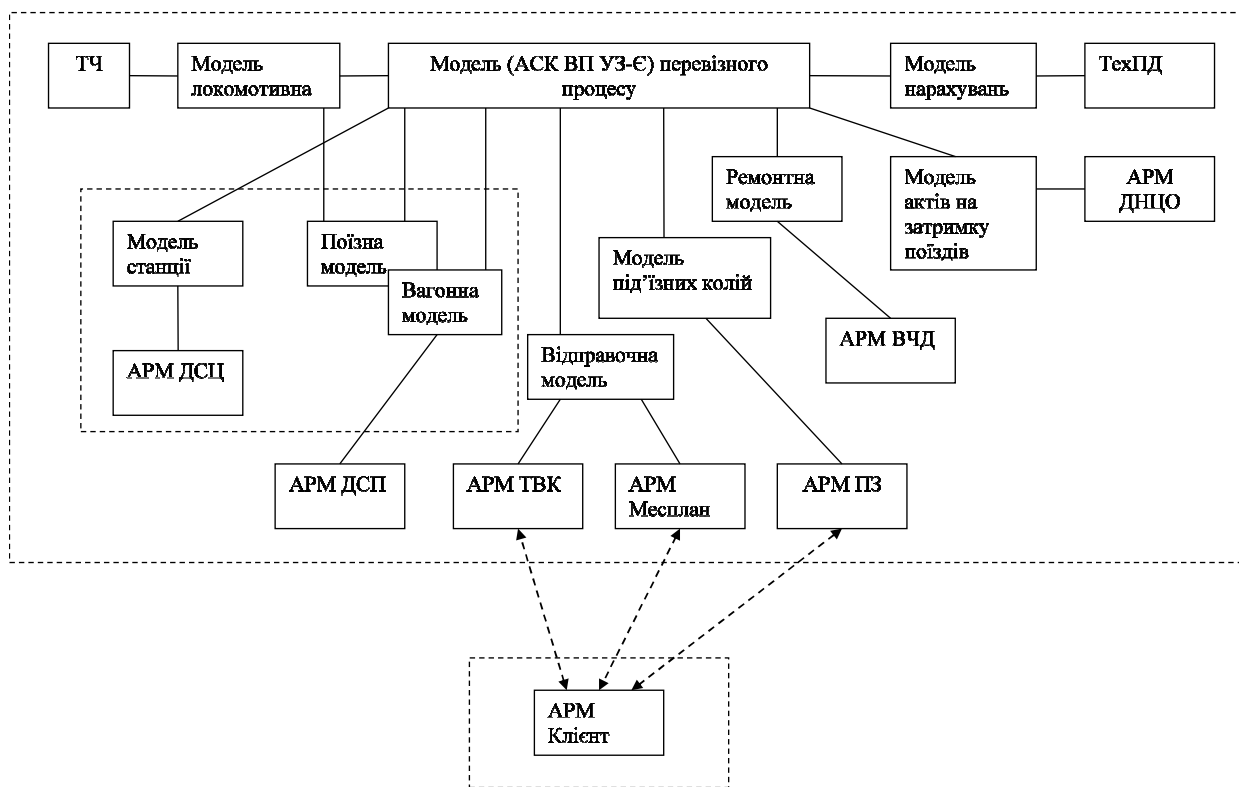 ТЧ
Модель
локомотивна
Модель (АСК ВП УЗ-Є) перевізного
процесу
Модель
нарахувань
ТехПД
Ремонтна
модель
Модель
актів на
затримку
поїздів
АРМ
ДНЦО
Модель
станції
Поїзна
модель
Вагонна
модель
Модель
під’їзних колій
АРМ ВЧД
Відправочна
модель
АРМ ДСЦ
АРМ ДСП
АРМ ТВК
АРМ
Месплан
АРМ ПЗ
АРМ
Клієнт